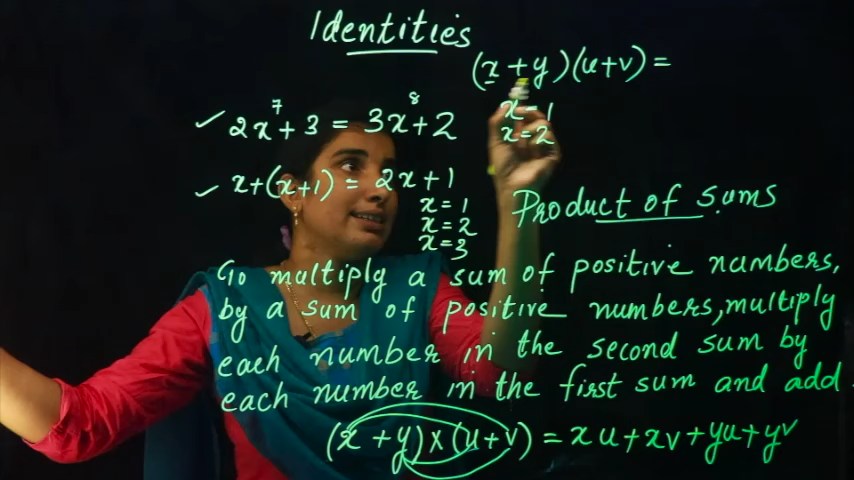 Identities
(x+y)(u+v)=
✓ 2x+3 = 3x+2
7 8
x=1
x=2
✓ x+(x+1) = 2x+1
x=1
x=2
x=3
Product of sums
To multiply a sum of positive numbers,
by a sum of positive numbers, multiply
each number in the second sum by
each number in the first sum and add.
(x+y)×(u+v) = xu+xv+yu+yv